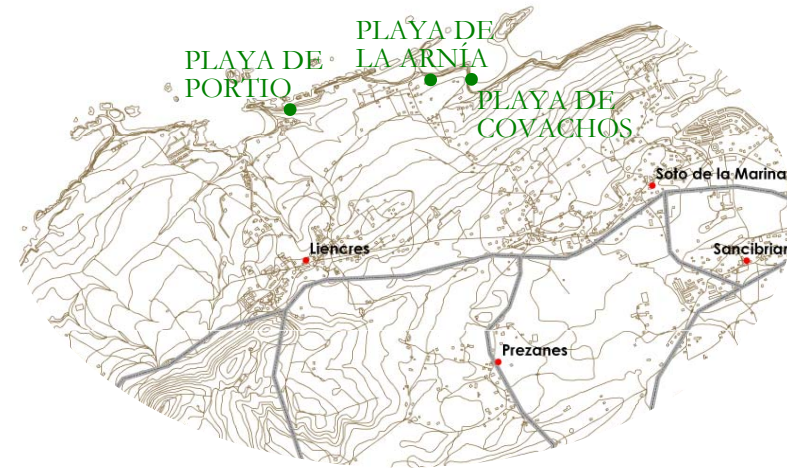 PLAYA DE
LA ARNÍA
PLAYA DE
PORTIO
PLAYA DE
COVACHOS
Soto de la Marina
Liencres
Sancibrian
Prezanes